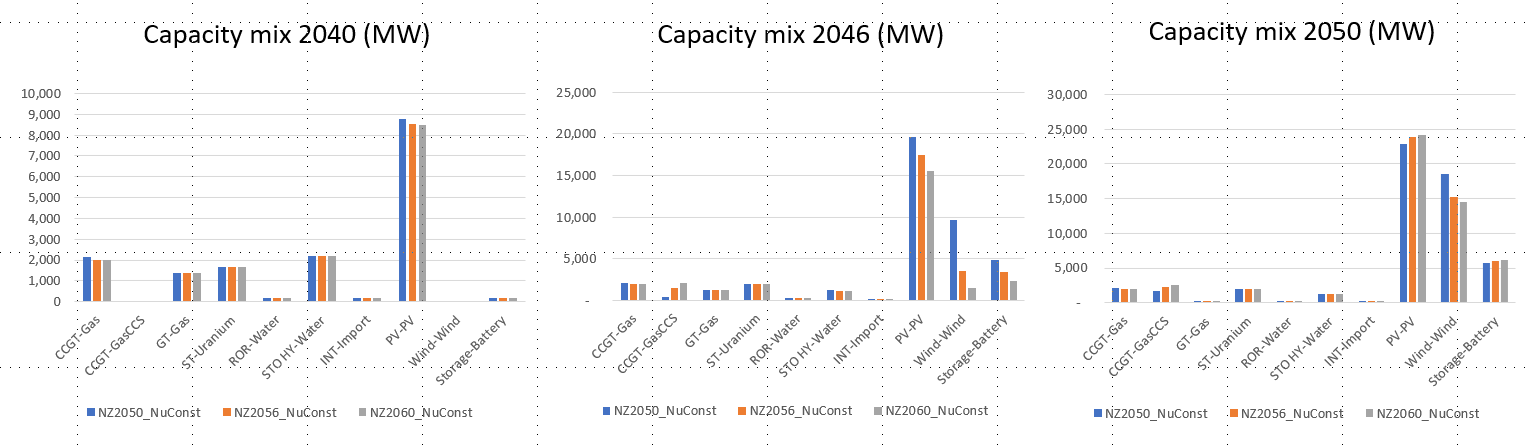 Capacity mix 2040 (MW)
10,000
9,000
8,000
7,000
6,000
5,000
4,000
3,000
2,000
1,000
0
CCGT-Gas
CCGT-GasCCS
GT-Gas
ST-Uranium
ROR-Water
STO HY-Water
INT-Import
PV-PV
Wind-Wind
Storage-Battery
NZ2050_NuConst NZ2056_NuConst NZ2060_NuConst
Capacity mix 2046 (MW)
25,000
20,000
15,000
10,000
5,000
-
CCGT-Gas
CCGT-GasCCS
GT-Gas
ST-Uranium
ROR-Water
STO HY-Water
INT-Import
PV-PV
Wind-Wind
Storage-Battery
NZ2050_NuConst NZ2056_NuConst NZ2060_NuConst
Capacity mix 2050 (MW)
30,000
25,000
20,000
15,000
10,000
5,000
-
CCGT-Gas
CCGT-GasCCS
GT-Gas
ST-Uranium
ROR-Water
STO HY-Water
INT-Import
PV-PV
Wind-Wind
Storage-Battery
NZ2050_NuConst NZ2056_NuConst NZ2060_NuConst